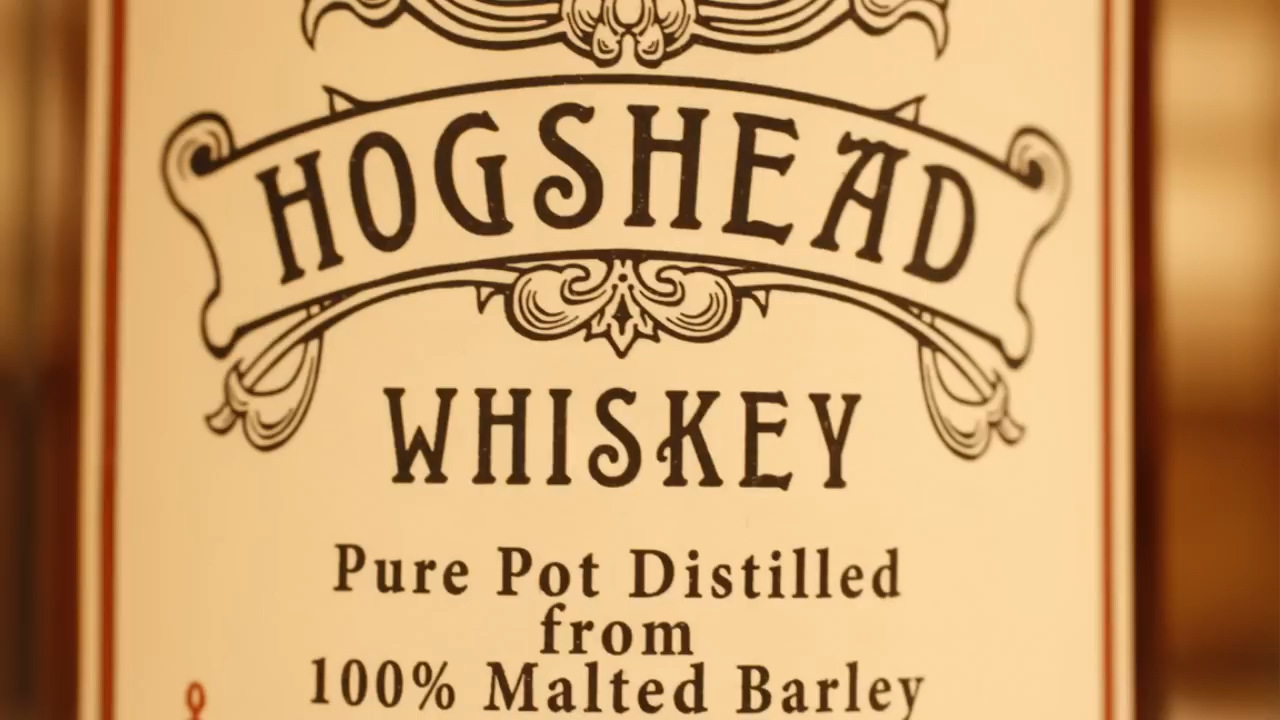 HOGSHEAD
WHISKEY
Pure Pot Distilled
from
100% Malted Barley